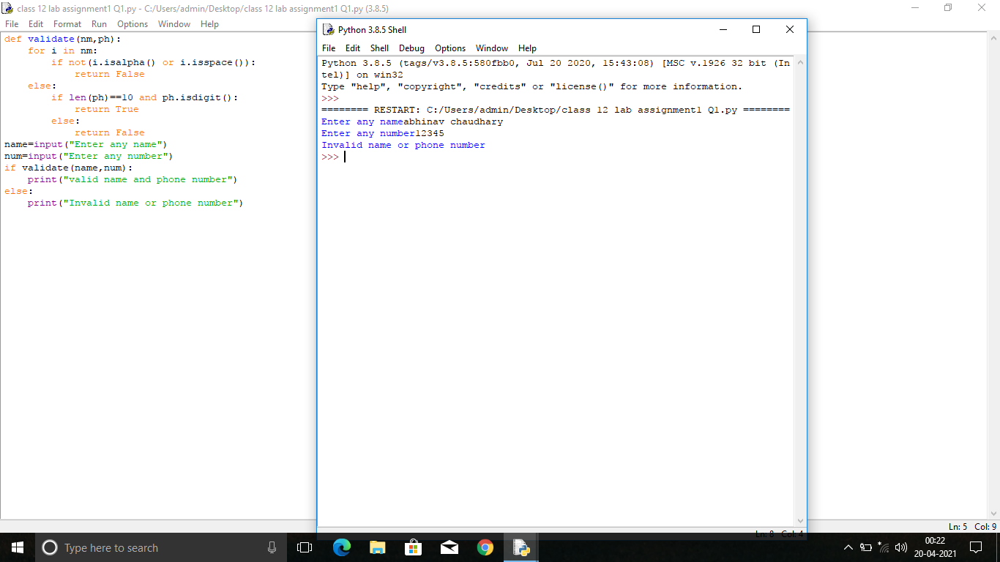 class 12 lab assignment1 Q1.py - C:/Users/admin/Desktop/class 12 lab assignment1 Q1.py (3.8.5)
File Edit Format Run Options Window Help
def validate(nm,ph):
    for i in nm:
        if not(i.isalpha() or i.isspace()):
            return False
    else:
        if len(ph)==10 and ph.isdigit():
            return True
        else:
            return False
name=input("Enter any name")
num=input("Enter any number")
if validate(name,num):
    print("valid name and phone number")
else:
    print("Invalid name or phone number")
Python 3.8.5 Shell
File Edit Shell Debug Options Window Help
Python 3.8.5 (tags/v3.8.5:580fbb0, Jul 20 2020, 15:43:08) [MSC v.1926 32 bit (In
tel)] on win32
Type "help", "copyright", "credits" or "license()" for more information.
>>>
======== RESTART: C:/Users/admin/Desktop/class 12 lab assignment1 Q1.py ========
Enter any nameabhinav chaudhary
Enter any number12345
Invalid name or phone number
>>>
Ln: 5 Col: 9
Ln: 8 Col: 4
Type here to search
00:22
20-04-2021